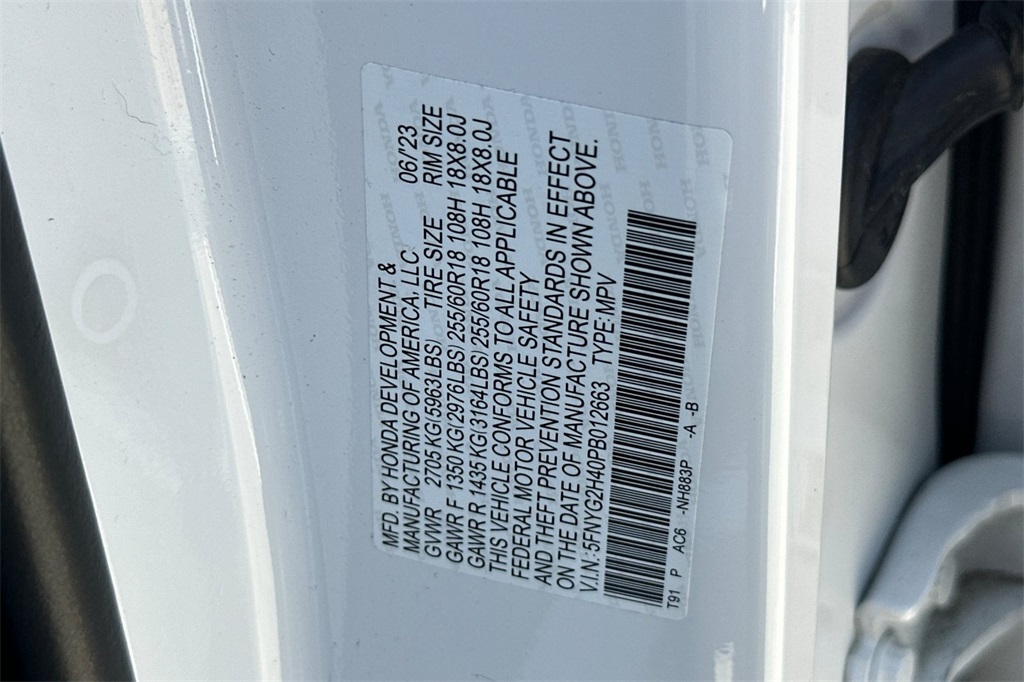 MFD. BY HONDA DEVELOPMENT &
MANUFACTURING OF AMERICA. LLC. 06/'23
GVWR 2705 KG(5963LBS) TIRE SIZE RIM SIZE
GAWR F 1350 KG(2976LBS) 255/60R18 108H 18X8.0J
GAWR R 1435 KG(3164LBS) 255/60R18 108H 18X8.0J
THIS VEHICLE CONFORMS TO ALL APPLICABLE
FEDERAL MOTOR VEHICLE SAFETY
AND THEFT PREVENTION STANDARDS IN EFFECT
ON THE DATE OF MANUFACTURE SHOWN ABOVE.
V.I.N.: 5FNYG2H40PB012663 TYPE: MPV
T91 P AC6 -NH883P -A -B